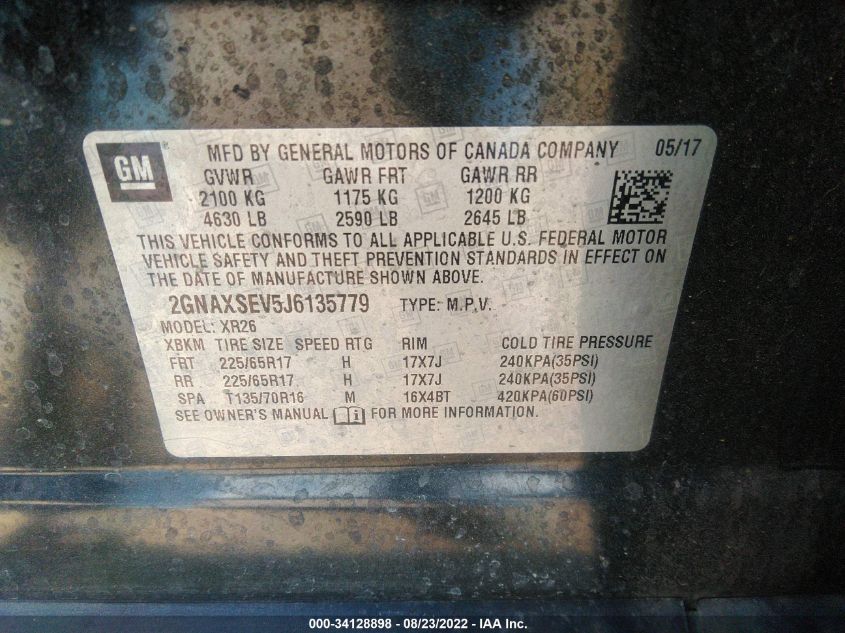 GM MFD BY GENERAL MOTORS OF CANADA COMPANY 05/17
GVWR GAWR FRT GAWR RR
2100 KG 1175 KG 1200 KG
4630 LB 2590 LB 2645 LB
THIS VEHICLE CONFORMS TO ALL APPLICABLE U.S. FEDERAL MOTOR
VEHICLE SAFETY AND THEFT PREVENTION STANDARDS IN EFFECT ON
THE DATE OF MANUFACTURE SHOWN ABOVE.
2GNAXSEV5J6135779 TYPE: M.P.V.
MODEL: XR26
XBKM TIRE SIZE SPEED RTG RIM COLD TIRE PRESSURE
FRT 225/65R17 H 17X7J 240KPA(35PSI)
RR 225/65R17 H 17X7J 240KPA(35PSI)
SPA T135/70R16 M 16X4BT 420KPA(60PSI)
SEE OWNER'S MANUAL FOR MORE INFORMATION.
000-34128898 - 08/23/2022 - IAA Inc.